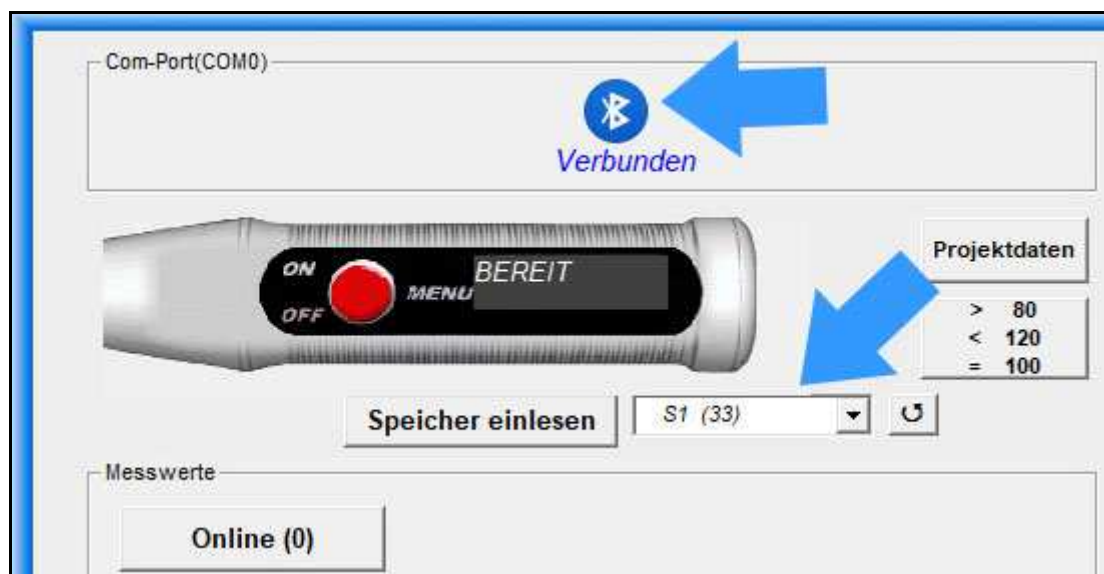 Com-Port(COM0)
Verbunden
ON
OFF
MENU
BEREIT
Projektdaten
> 80
< 120
= 100
Speicher einlesen
S1 (33)
Messwerte
Online (0)